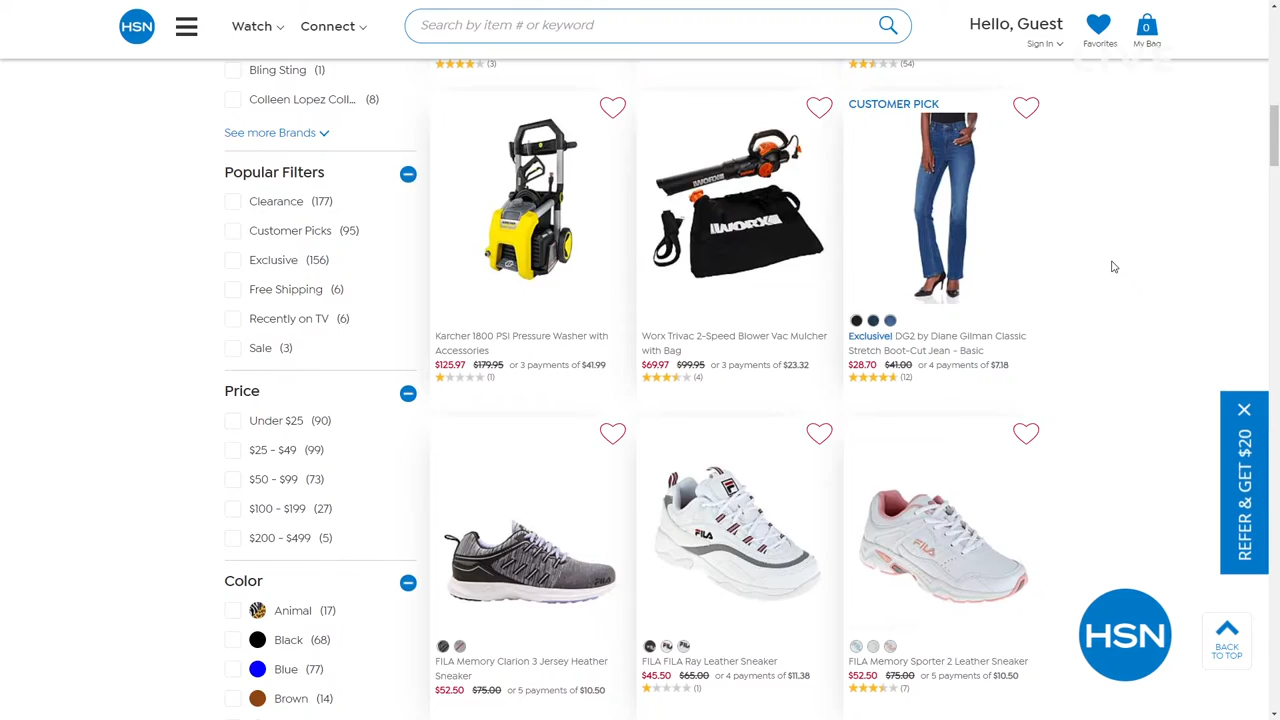 HSN
Watch
Connect
Search by item # or keyword
Hello, Guest
Sign In
Favorites
0
My Bag
LIVE
Bling Sting (1)
Colleen Lopez Coll... (8)
See more Brands
Popular Filters
Clearance (177)
Customer Picks (95)
Exclusive (156)
Free Shipping (6)
Recently on TV (6)
Sale (3)
Price
Under $25 (90)
$25 - $49 (99)
$50 - $99 (73)
$100 - $199 (27)
$200 - $499 (5)
Color
Animal (17)
Black (68)
Blue (77)
Brown (14)
(3)
(54)
Karcher 1800 PSI Pressure Washer with
Accessories
$125.97 $179.95 or 3 payments of $41.99
(1)
WORX
WORX
Worx Trivac 2-Speed Blower Vac Mulcher
with Bag
$69.97 $99.95 or 3 payments of $23.32
(4)
CUSTOMER PICK
Exclusive! DG2 by Diane Gilman Classic
Stretch Boot-Cut Jean - Basic
$28.70 $41.00 or 4 payments of $7.18
(12)
FILA
FILA Memory Clarion 3 Jersey Heather
Sneaker
$52.50 $75.00 or 5 payments of $10.50
FILA
FILA FILA Ray Leather Sneaker
$45.50 $65.00 or 4 payments of $11.38
(1)
FILA
FILA Memory Sporter 2 Leather Sneaker
$52.50 $75.00 or 5 payments of $10.50
(7)
REFER & GET $20
HSN
BACK
TO TOP